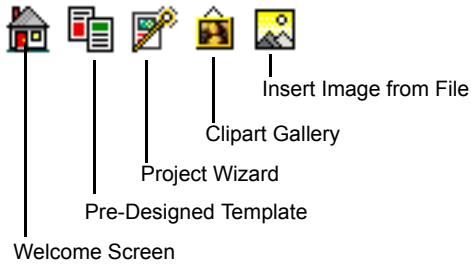 Insert Image from File
Clipart Gallery
Project Wizard
Pre-Designed Template
Welcome Screen